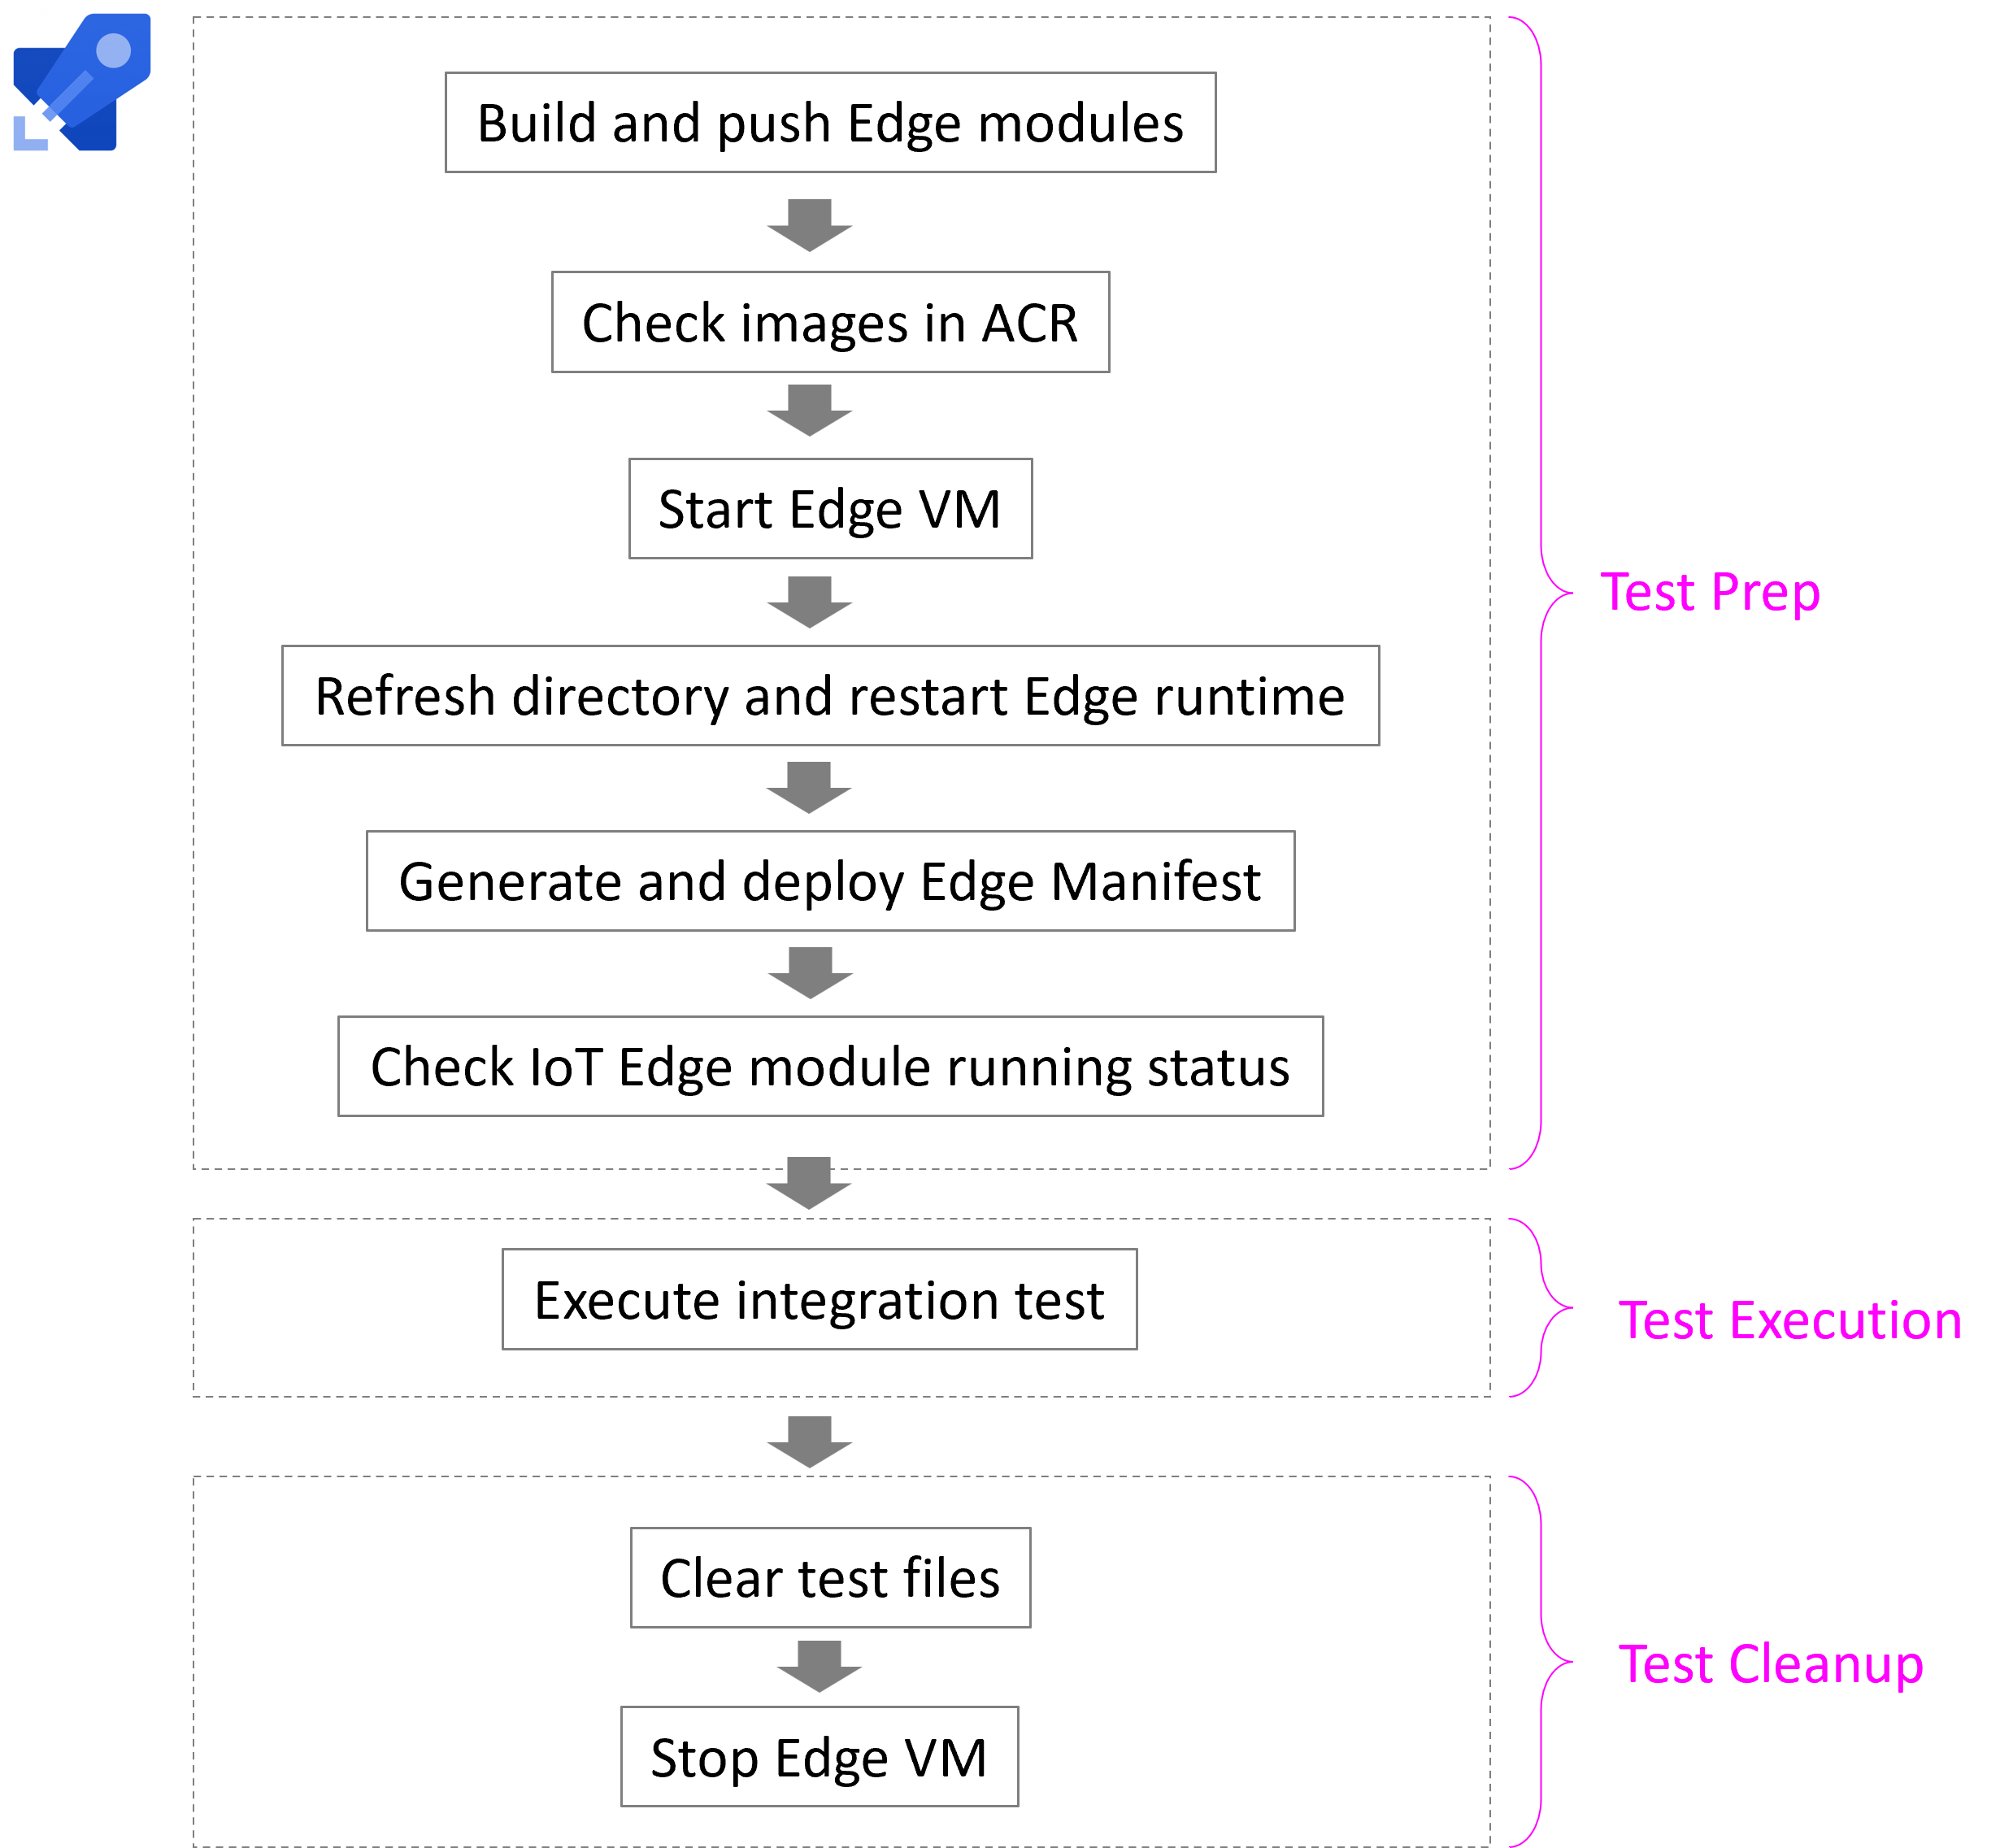 Build and push Edge modules
Check images in ACR
Start Edge VM
Refresh directory and restart Edge runtime
Generate and deploy Edge Manifest
Check IoT Edge module running status
Test Prep
Execute integration test
Test Execution
Clear test files
Stop Edge VM
Test Cleanup